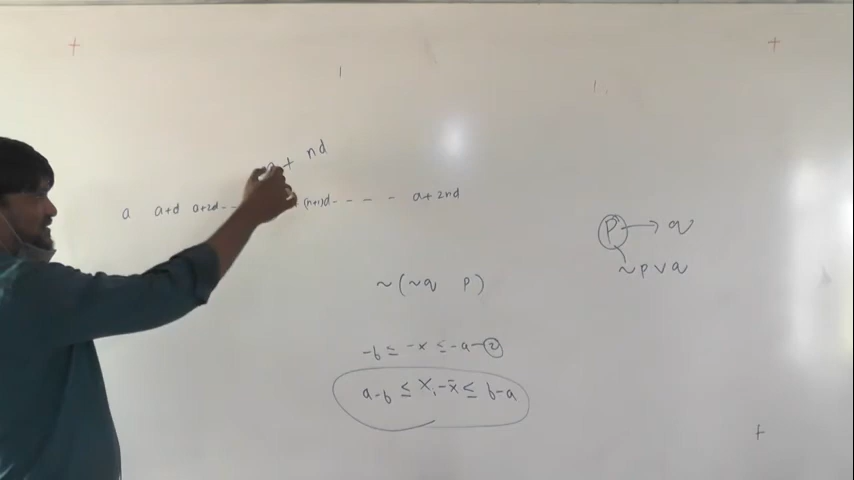 + nd
a a+d a+2d - - (n+1)d - - - - a+2nd
p → q
~p∨q
~(~q p)
-b ≤ -x ≤ -a -②
a-b ≤ x₁-x̄ ≤ b-a